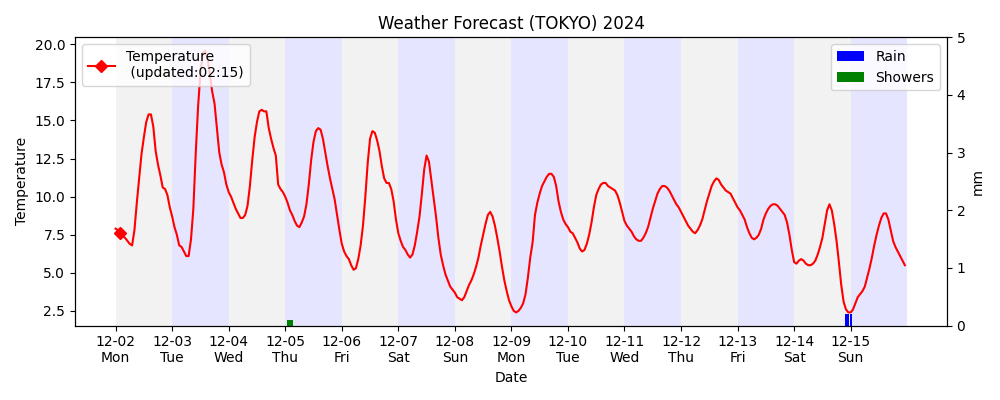 Weather Forecast (TOKYO) 2024
Temperature
(updated:02:15)
Rain
Showers
20.0
17.5
15.0
12.5
10.0
7.5
5.0
2.5
Temperature
5
4
3
2
1
0
mm
12-02 12-03 12-04 12-05 12-06 12-07 12-08 12-09 12-10 12-11 12-12 12-13 12-14 12-15
Mon Tue Wed Thu Fri Sat Sun Mon Tue Wed Thu Fri Sat Sun
Date